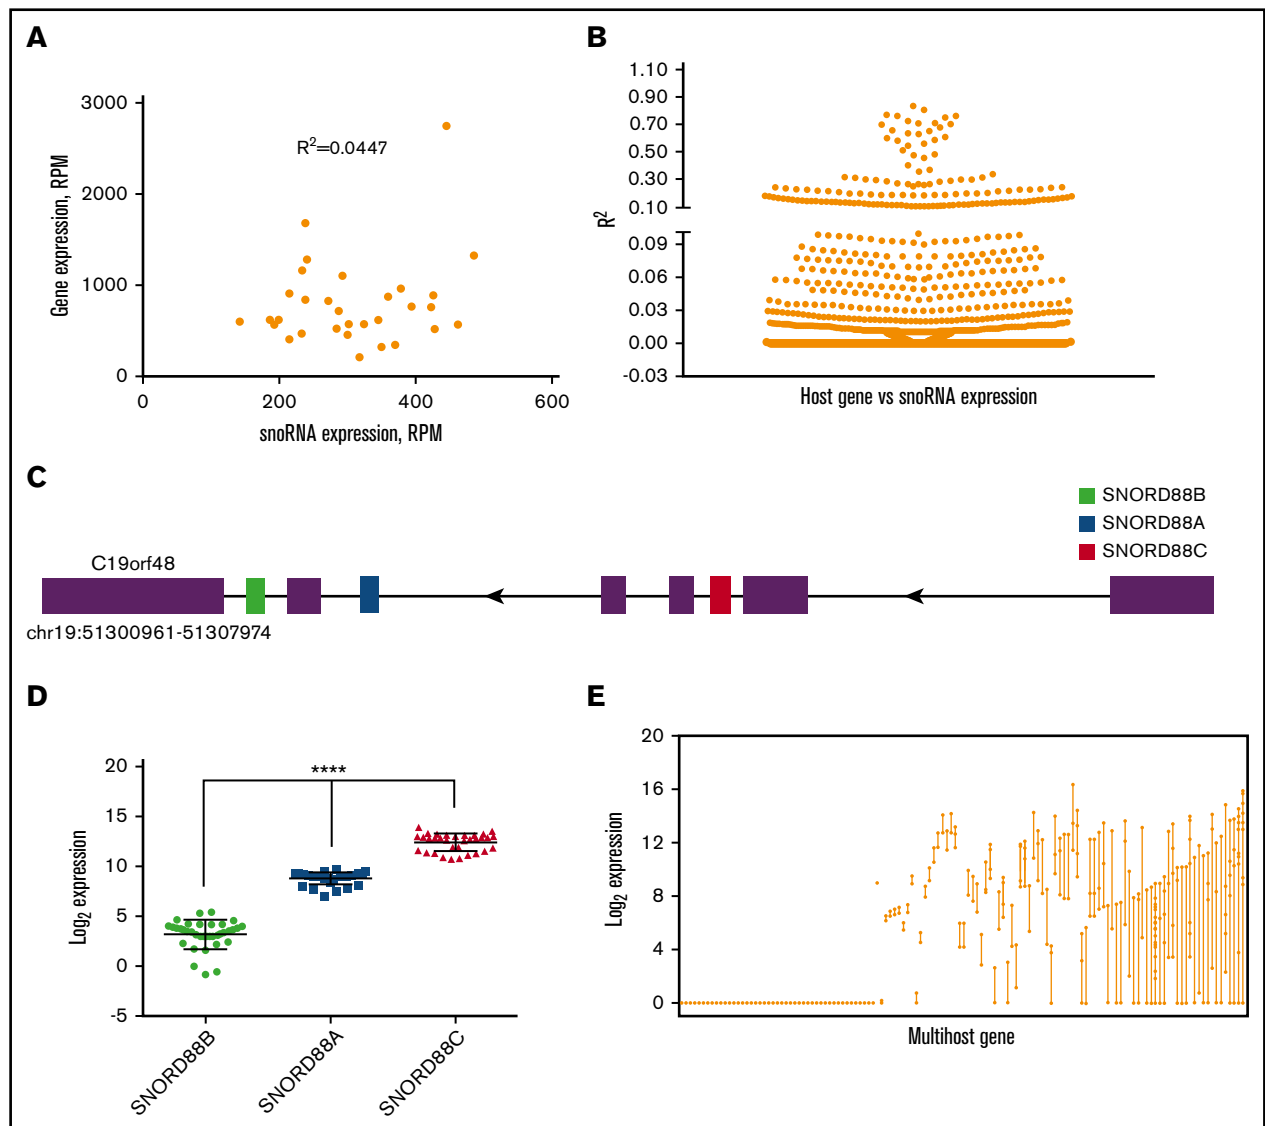 A
3000
2000
1000
0
0
200
400
600
Gene expression, RPM
R²=0.0447
snoRNA expression, RPM
B
1.10
0.90
0.70
0.50
0.30
0.10
0.09
0.06
0.03
0.00
-0.03
R²
Host gene vs snoRNA expression
C
SNORD88B
SNORD88A
SNORD88C
C19orf48
chr19:51300961-51307974
D
20
15
10
5
0
-5
Log₂ expression
****
SNORD88B
SNORD88A
SNORD88C
E
20
16
12
8
4
0
Log₂ expression
Multihost gene